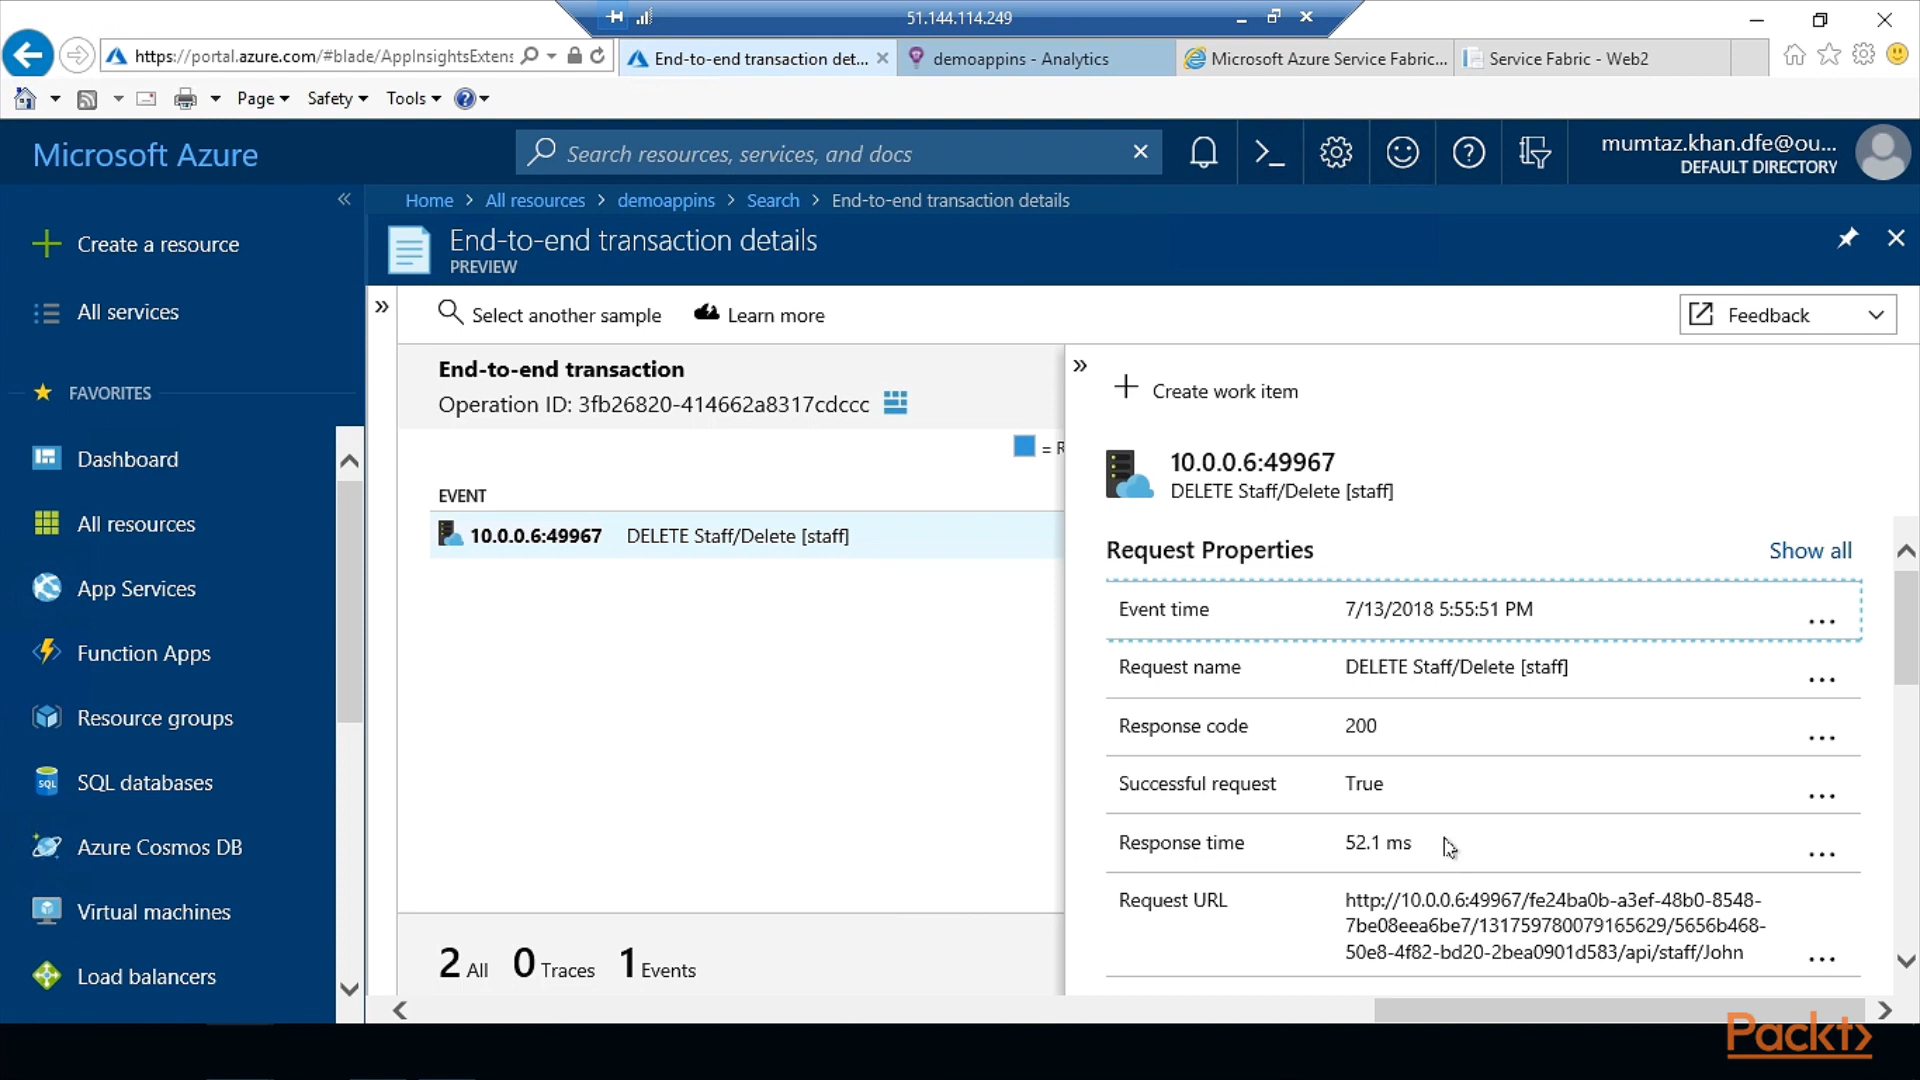 51.144.114.249
https://portal.azure.com/#blade/AppInsightsExtens
End-to-end transaction det...
demoappins - Analytics
Microsoft Azure Service Fabric...
Service Fabric - Web2
Page
Safety
Tools
Microsoft Azure
Search resources, services, and docs
mumtaz.khan.dfe@ou...
DEFAULT DIRECTORY
Home > All resources > demoappins > Search > End-to-end transaction details
End-to-end transaction details
PREVIEW
Create a resource
All services
FAVORITES
Dashboard
All resources
App Services
Function Apps
Resource groups
SQL databases
SQL
Azure Cosmos DB
Virtual machines
Load balancers
Select another sample
Learn more
Feedback
End-to-end transaction
Operation ID: 3fb26820-414662a8317cdccc
= R
EVENT
10.0.0.6:49967 DELETE Staff/Delete [staff]
2 All 0 Traces 1 Events
Create work item
10.0.0.6:49967
DELETE Staff/Delete [staff]
Request Properties
Show all
Event time 7/13/2018 5:55:51 PM ...
Request name DELETE Staff/Delete [staff] ...
Response code 200 ...
Successful request True ...
Response time 52.1 ms ...
Request URL http://10.0.0.6:49967/fe24ba0b-a3ef-48b0-8548-
7be08eea6be7/131759780079165629/5656b468-
50e8-4f82-bd20-2bea0901d583/api/staff/John ...
Packt>